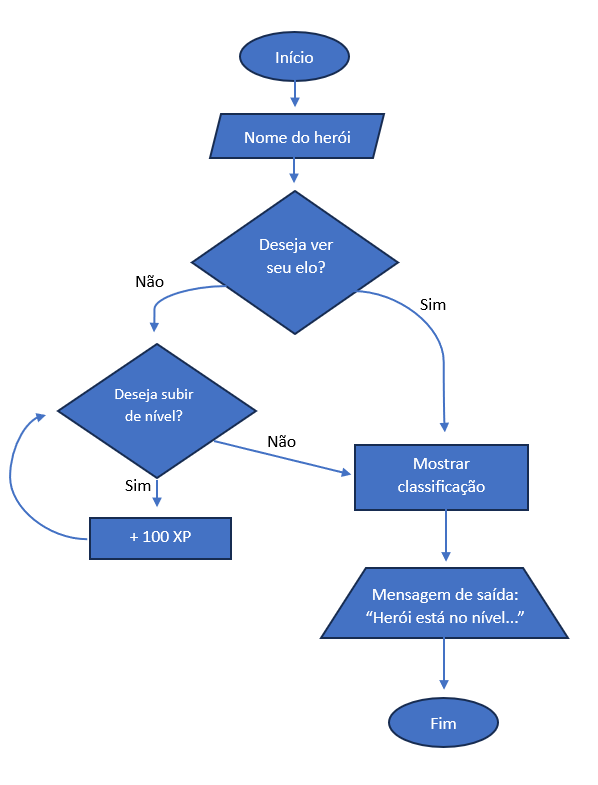 Início
Nome do herói
Deseja ver
seu elo?
Não
Sim
Deseja subir
de nível?
Não
Sim
+ 100 XP
Mostrar
classificação
Mensagem de saída:
“Herói está no nível...”
Fim